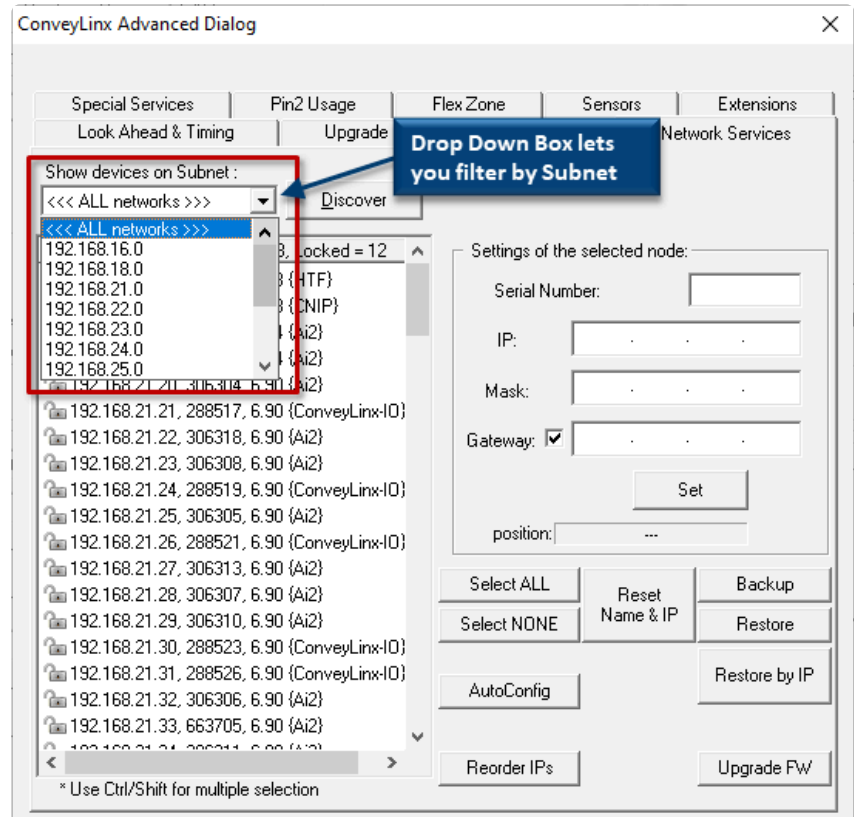 ConveyLinx Advanced Dialog
Special Services
Pin2 Usage
Flex Zone
Sensors
Extensions
Look Ahead & Timing
Upgrade
Network Services
Drop Down Box lets
you filter by Subnet
Show devices on Subnet :
<<< ALL networks >>>
Discover
<<< ALL networks >>>
192.168.16.0
192.168.18.0
192.168.21.0
192.168.22.0
192.168.23.0
192.168.24.0
192.168.25.0
Locked = 12
{HTF}
{CNIP}
{Ai2}
{Ai2}
192.168.21.20, 306304, 6.90 {Ai2}
192.168.21.21, 288517, 6.90 {ConveyLinx-IO}
192.168.21.22, 306318, 6.90 {Ai2}
192.168.21.23, 306308, 6.90 {Ai2}
192.168.21.24, 288519, 6.90 {ConveyLinx-IO}
192.168.21.25, 306305, 6.90 {Ai2}
192.168.21.26, 288521, 6.90 {ConveyLinx-IO}
192.168.21.27, 306313, 6.90 {Ai2}
192.168.21.28, 306307, 6.90 {Ai2}
192.168.21.29, 306310, 6.90 {Ai2}
192.168.21.30, 288523, 6.90 {ConveyLinx-IO}
192.168.21.31, 288526, 6.90 {ConveyLinx-IO}
192.168.21.32, 306306, 6.90 {Ai2}
192.168.21.33, 663705, 6.90 {Ai2}
* Use Ctrl/Shift for multiple selection
Settings of the selected node:
Serial Number:
IP:
Mask:
Gateway:
Set
position: ---
Select ALL
Select NONE
Reset
Name & IP
Backup
Restore
AutoConfig
Restore by IP
Reorder IPs
Upgrade FW